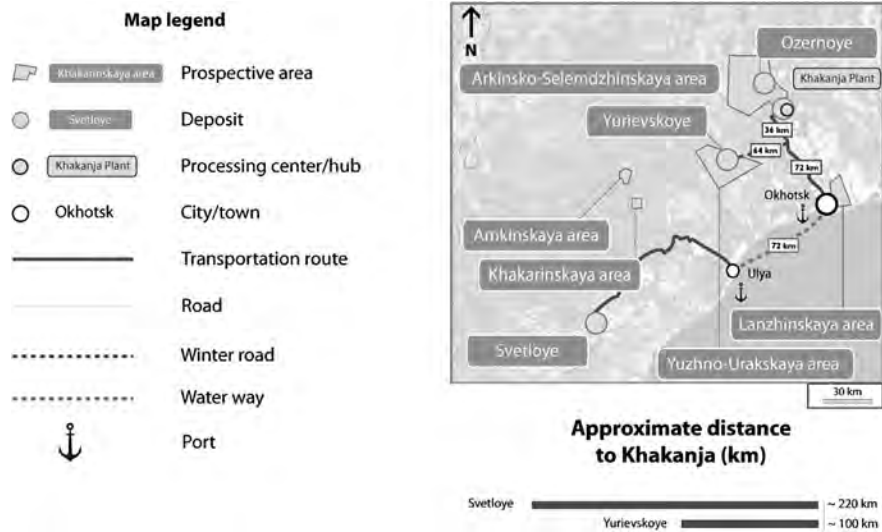 Map legend
Khakarinskaya area
Prospective area
Svetloye
Deposit
Khakanja Plant
Processing center/hub
Okhotsk
City/town
Transportation route
Road
Winter road
Water way
Port
N
Ozernoye
Arkinsko-Selemdzhinskaya area
Khakanja Plant
Yurievskoye
36 km
64 km
72 km
Okhotsk
Amkinskaya area
72 km
Khakarinskaya area
Ulya
Lanzhinskaya area
Svetloye
Yuzhno-Urakskaya area
30 km
Approximate distance
to Khakanja (km)
Svetloye ~ 220 km
Yurievskoye ~ 100 km